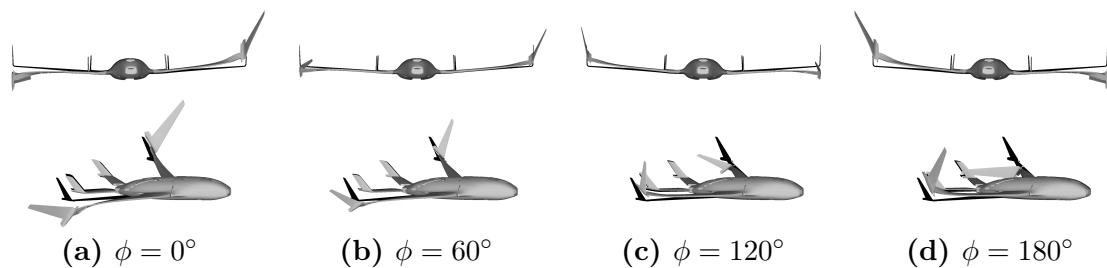 (a) ϕ = 0° (b) ϕ = 60° (c) ϕ = 120° (d) ϕ = 180°